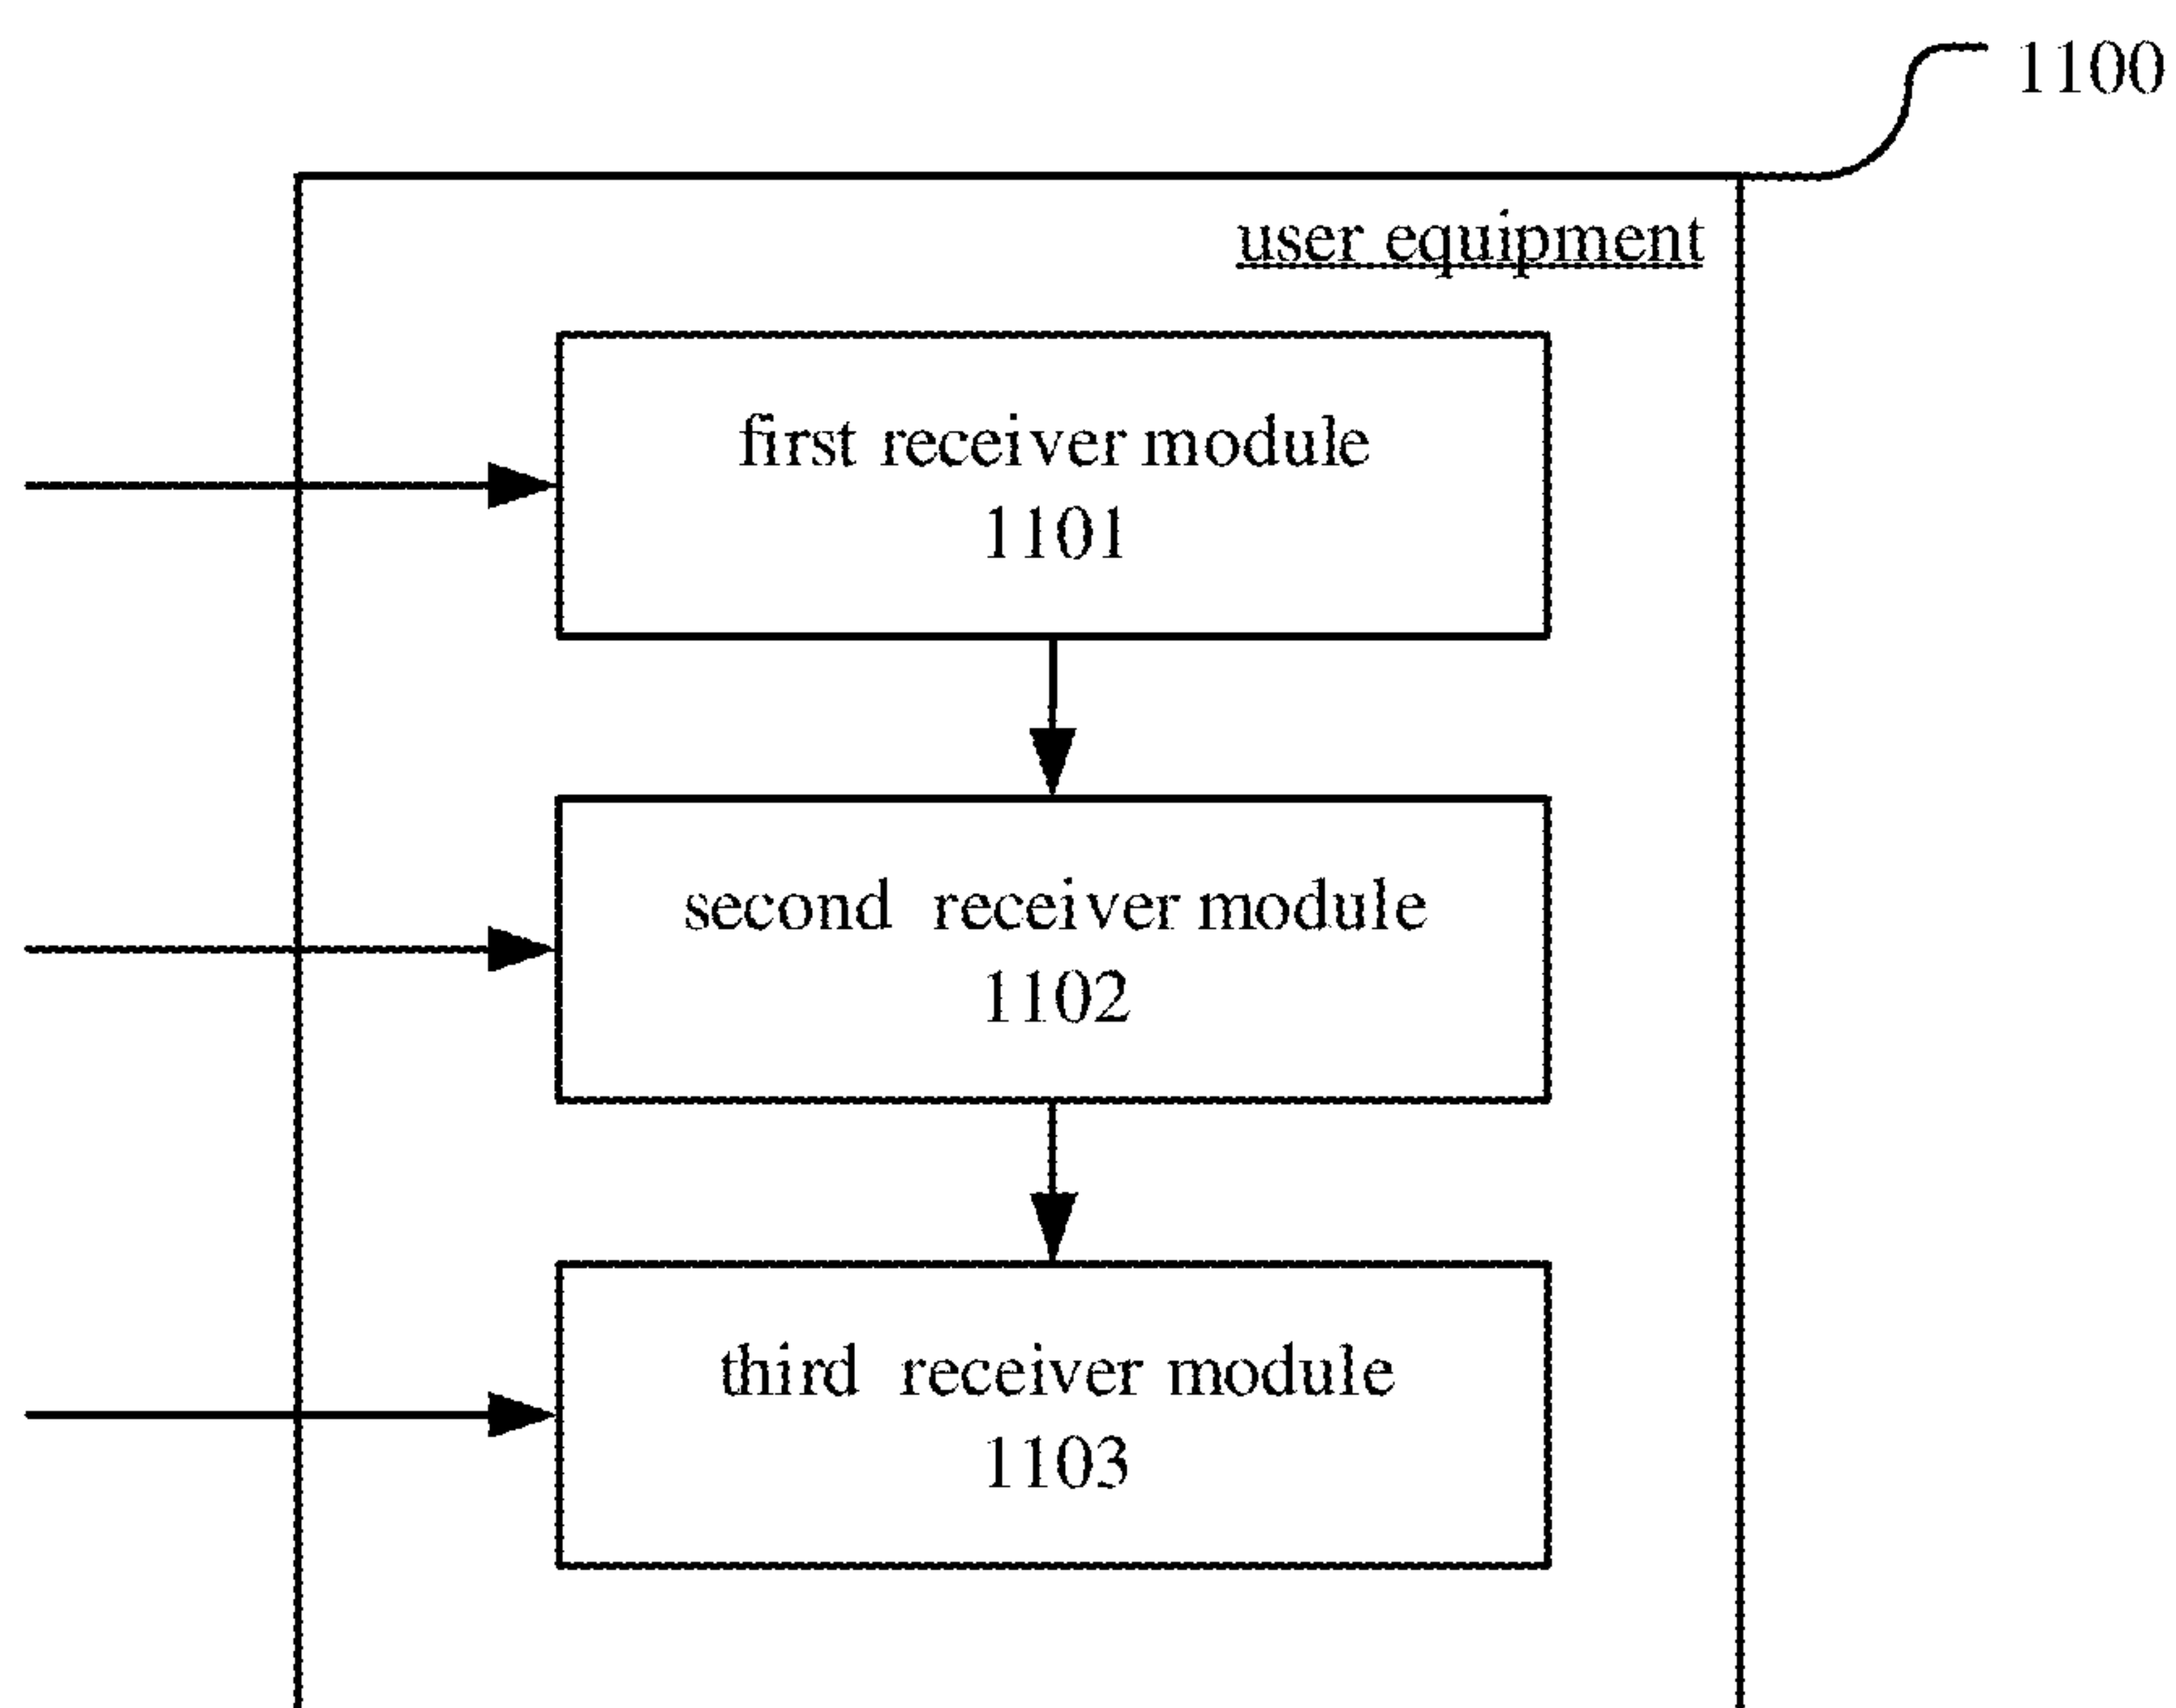 1100
user equipment
first receiver module
1101
second receiver module
1102
third receiver module
1103